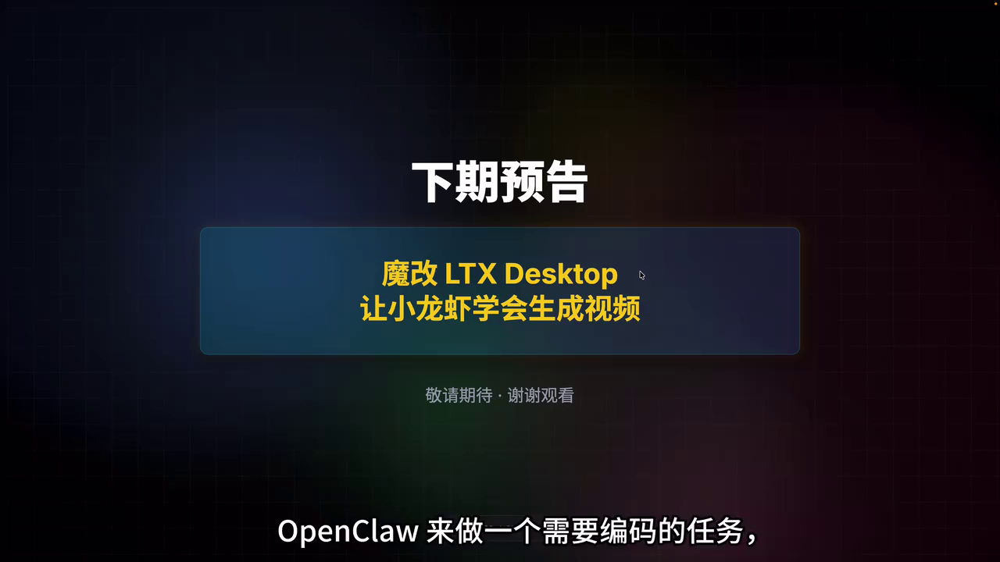 下期预告
魔改 LTX Desktop
让小龙虾学会生成视频
敬请期待 · 谢谢观看
OpenClaw 来做一个需要编码的任务，